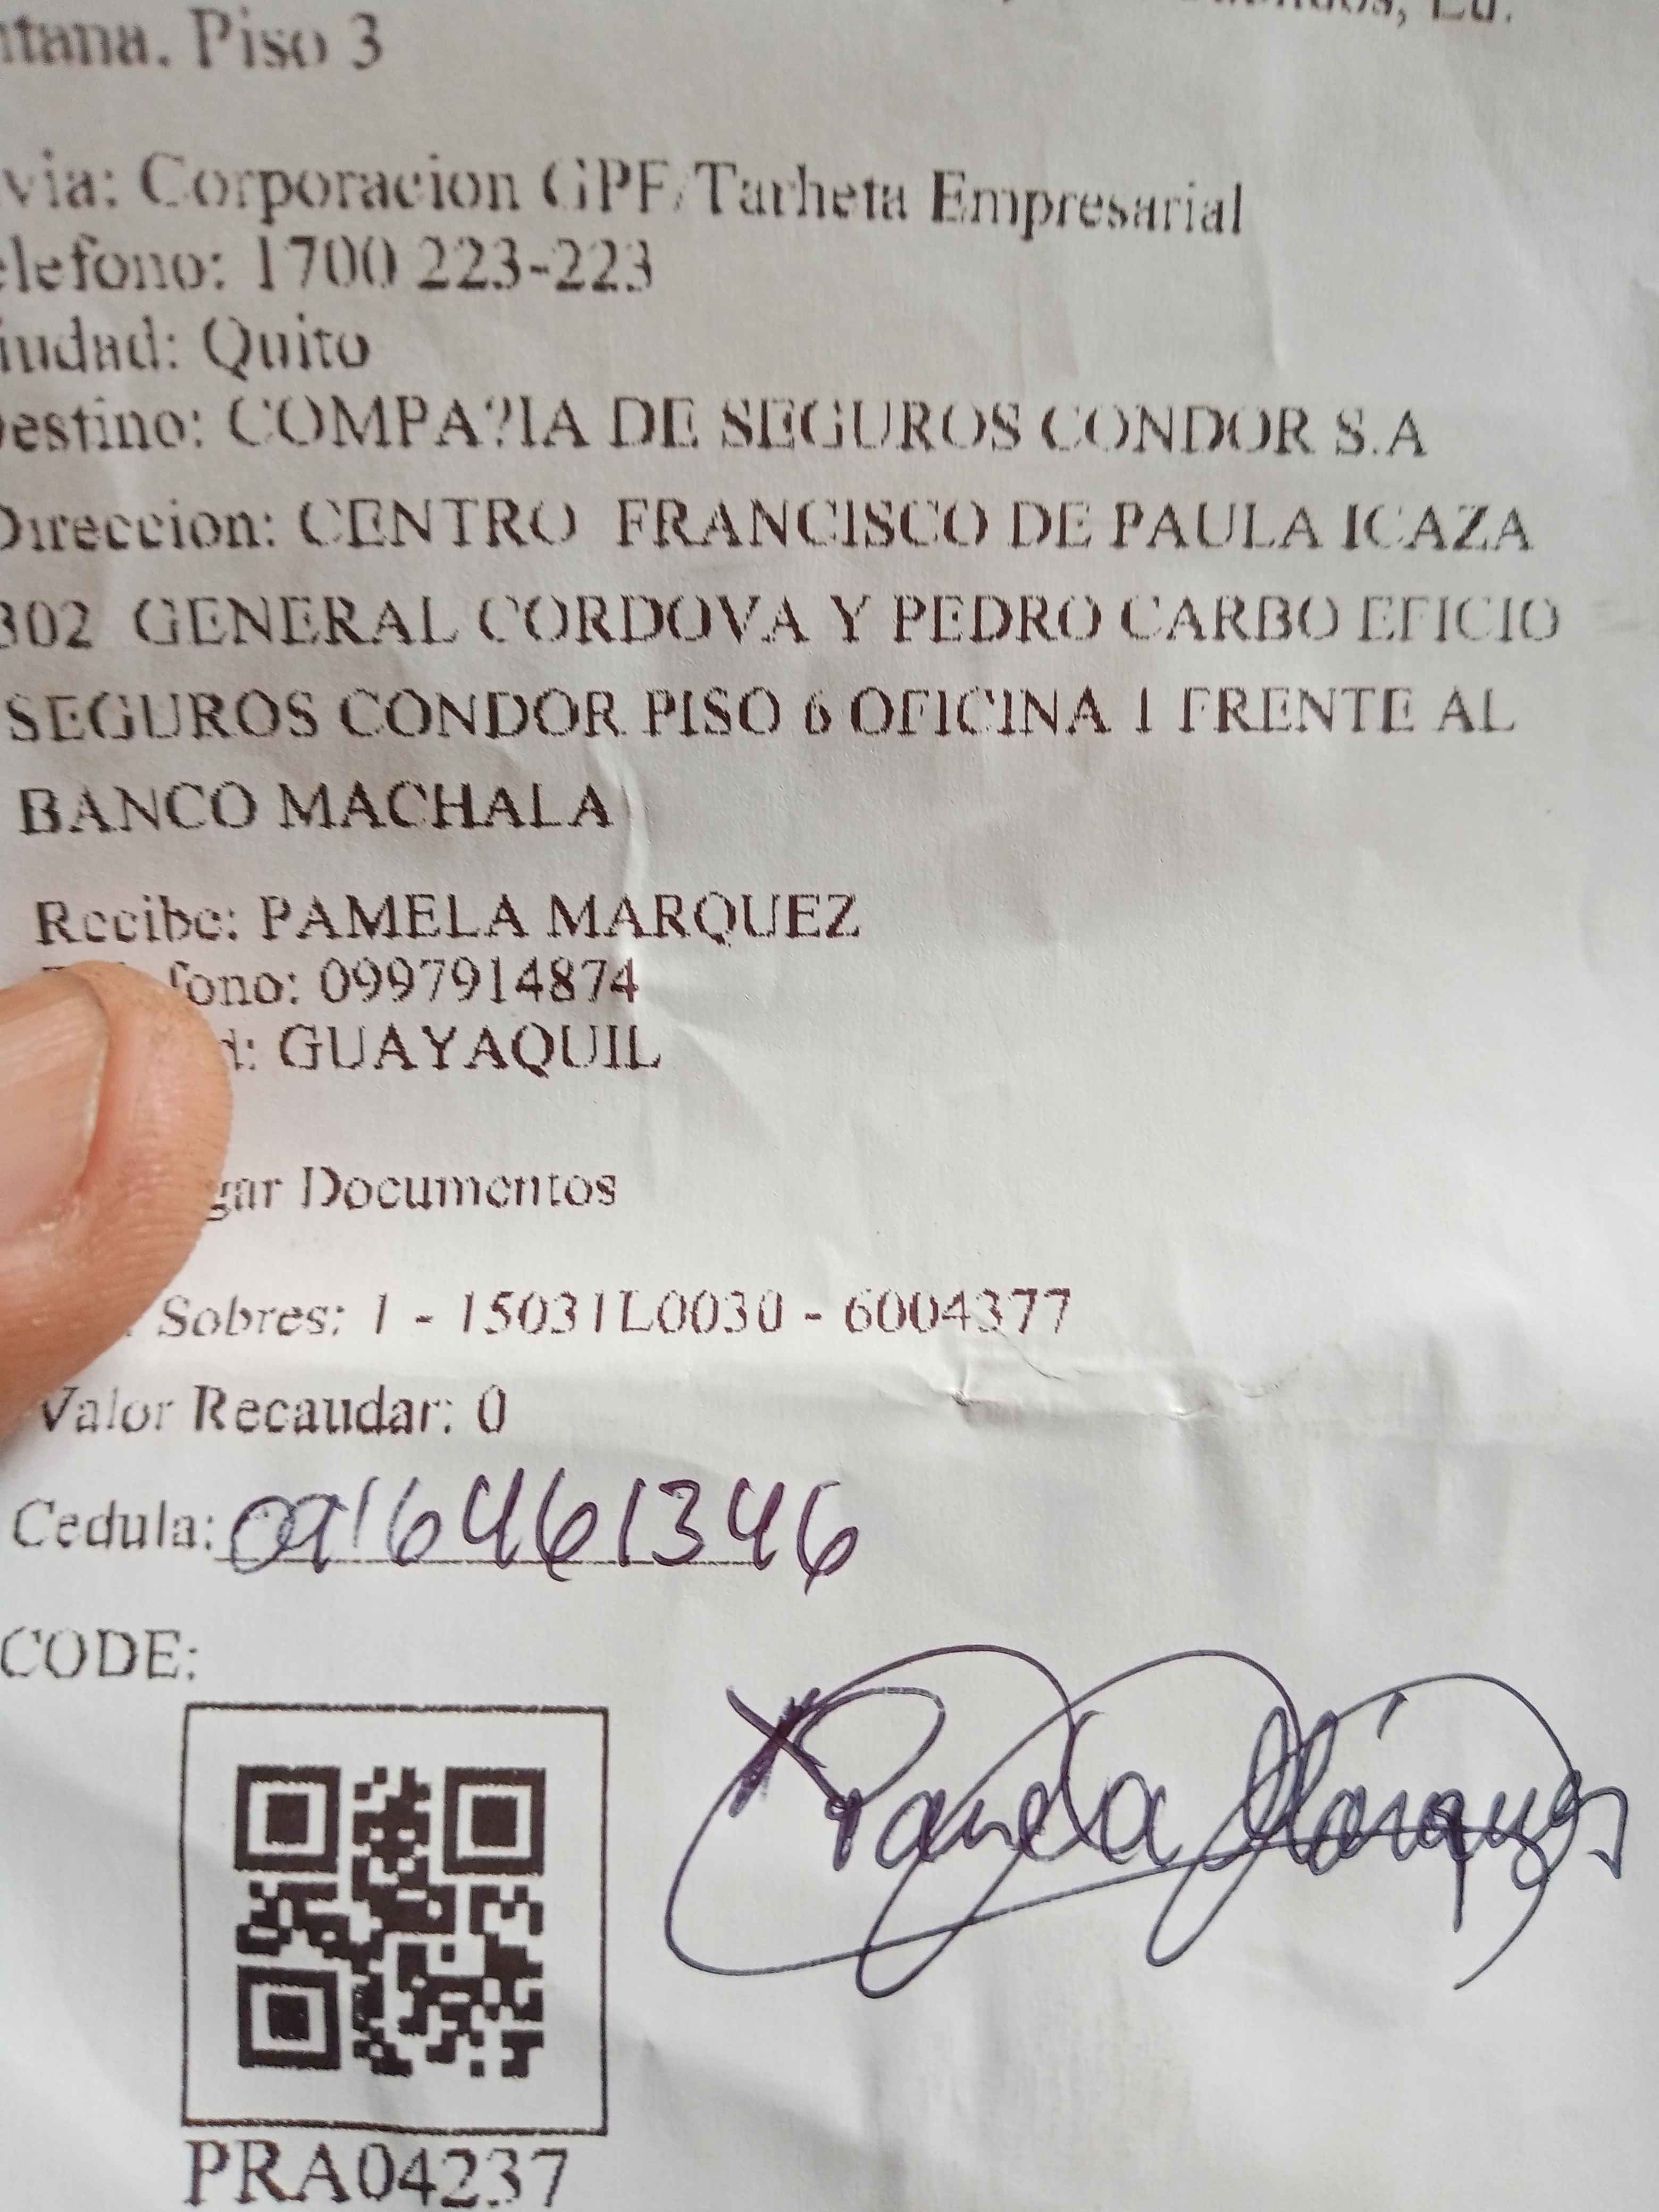 ntana. Piso 3
via: Corporacion GPF/Tarheta Empresarial
elefono: 1700 223-223
iudad: Quito
Destino: COMPA?IA DE SEGUROS CONDOR S.A
Direccion: CENTRO FRANCISCO DE PAULA ICAZA
302 GENERAL CORDOVA Y PEDRO CARBO EFICIO
SEGUROS CONDOR PISO 6 OFICINA 1 FRENTE AL
BANCO MACHALA
Recibe: PAMELA MARQUEZ
fono: 0997914874
d: GUAYAQUIL
gar Documentos
Sobres: 1 - 15031L0030 - 6004377
Valor Recaudar: 0
Cedula: 0916461346
CODE:
Pamela Márquez
PRA04237